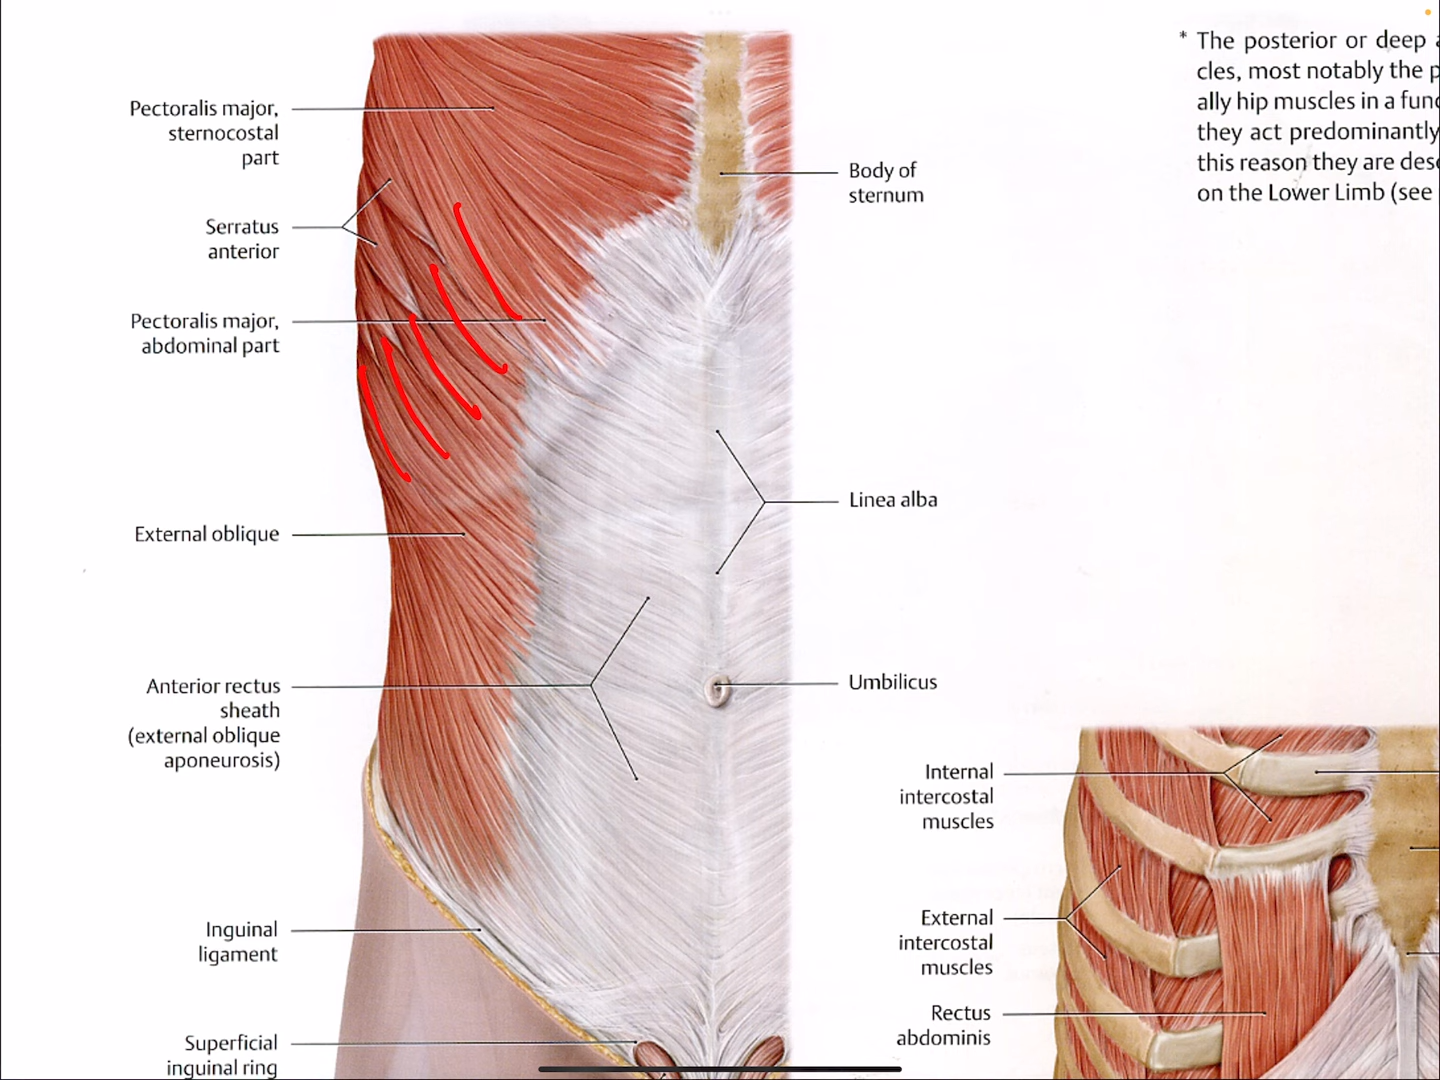 Pectoralis major,
sternocostal
part
Serratus
anterior
Pectoralis major,
abdominal part
External oblique
Anterior rectus
sheath
(external oblique
aponeurosis)
Inguinal
ligament
Superficial
inguinal ring
Body of
sternum
Linea alba
Umbilicus
* The posterior or deep
cles, most notably the p
ally hip muscles in a func
they act predominantly
this reason they are desc
on the Lower Limb (see
Internal
intercostal
muscles
External
intercostal
muscles
Rectus
abdominis